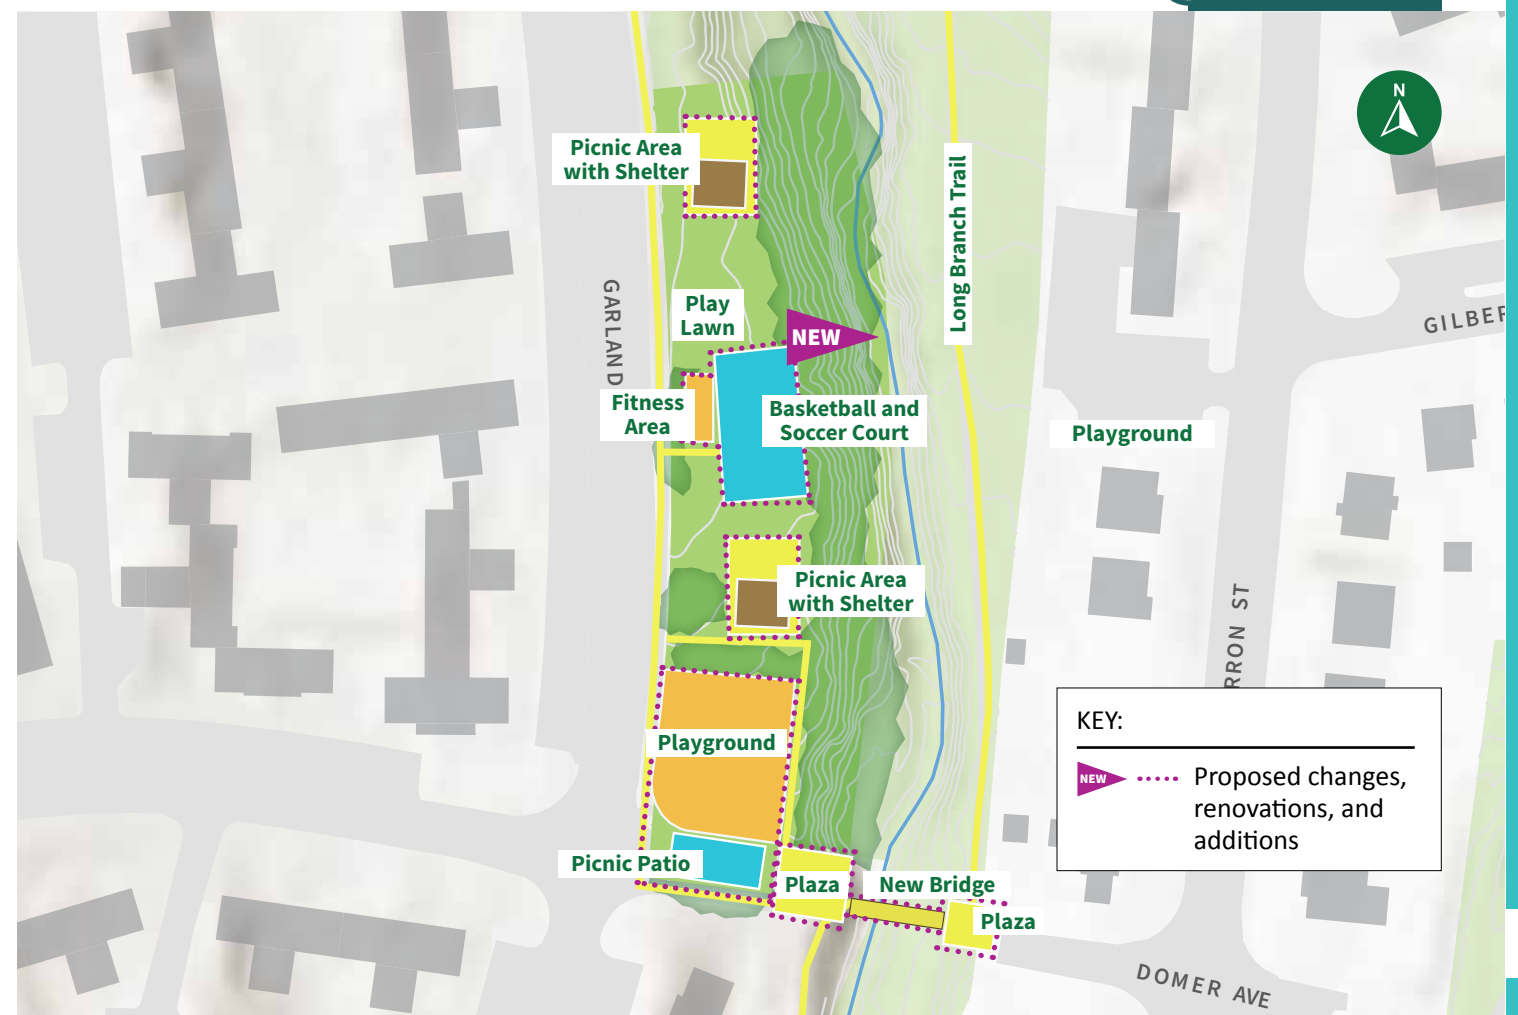 N
Picnic Area
with Shelter
Long Branch Trail
Play
Lawn
NEW
GARLAND
GILBER
Fitness
Area
Basketball and
Soccer Court
Playground
Picnic Area
with Shelter
RRON ST
KEY:
NEW
Proposed changes,
renovations, and
additions
Playground
Picnic Patio
Plaza
New Bridge
Plaza
DOMER AVE